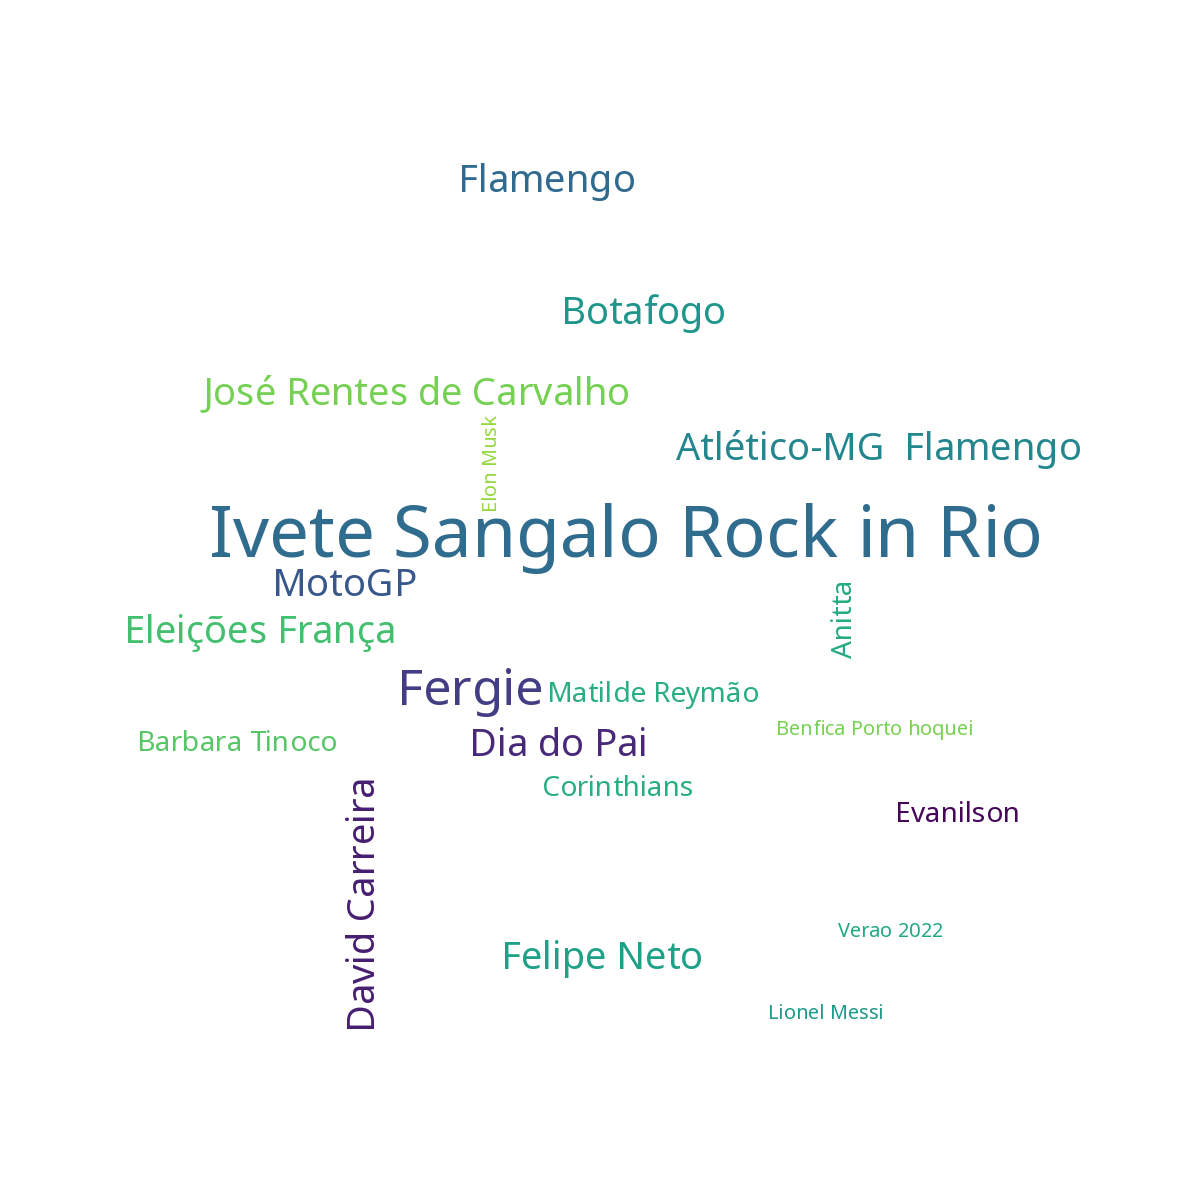 Flamengo
Botafogo
José Rentes de Carvalho
Elon Musk
Atlético-MG  Flamengo
Ivete Sangalo Rock in Rio
MotoGP
Anitta
Eleições França
Fergie
Matilde Reymão
Benfica Porto hoquei
Barbara Tinoco
Dia do Pai
Corinthians
David Carreira
Evanilson
Verao 2022
Felipe Neto
Lionel Messi